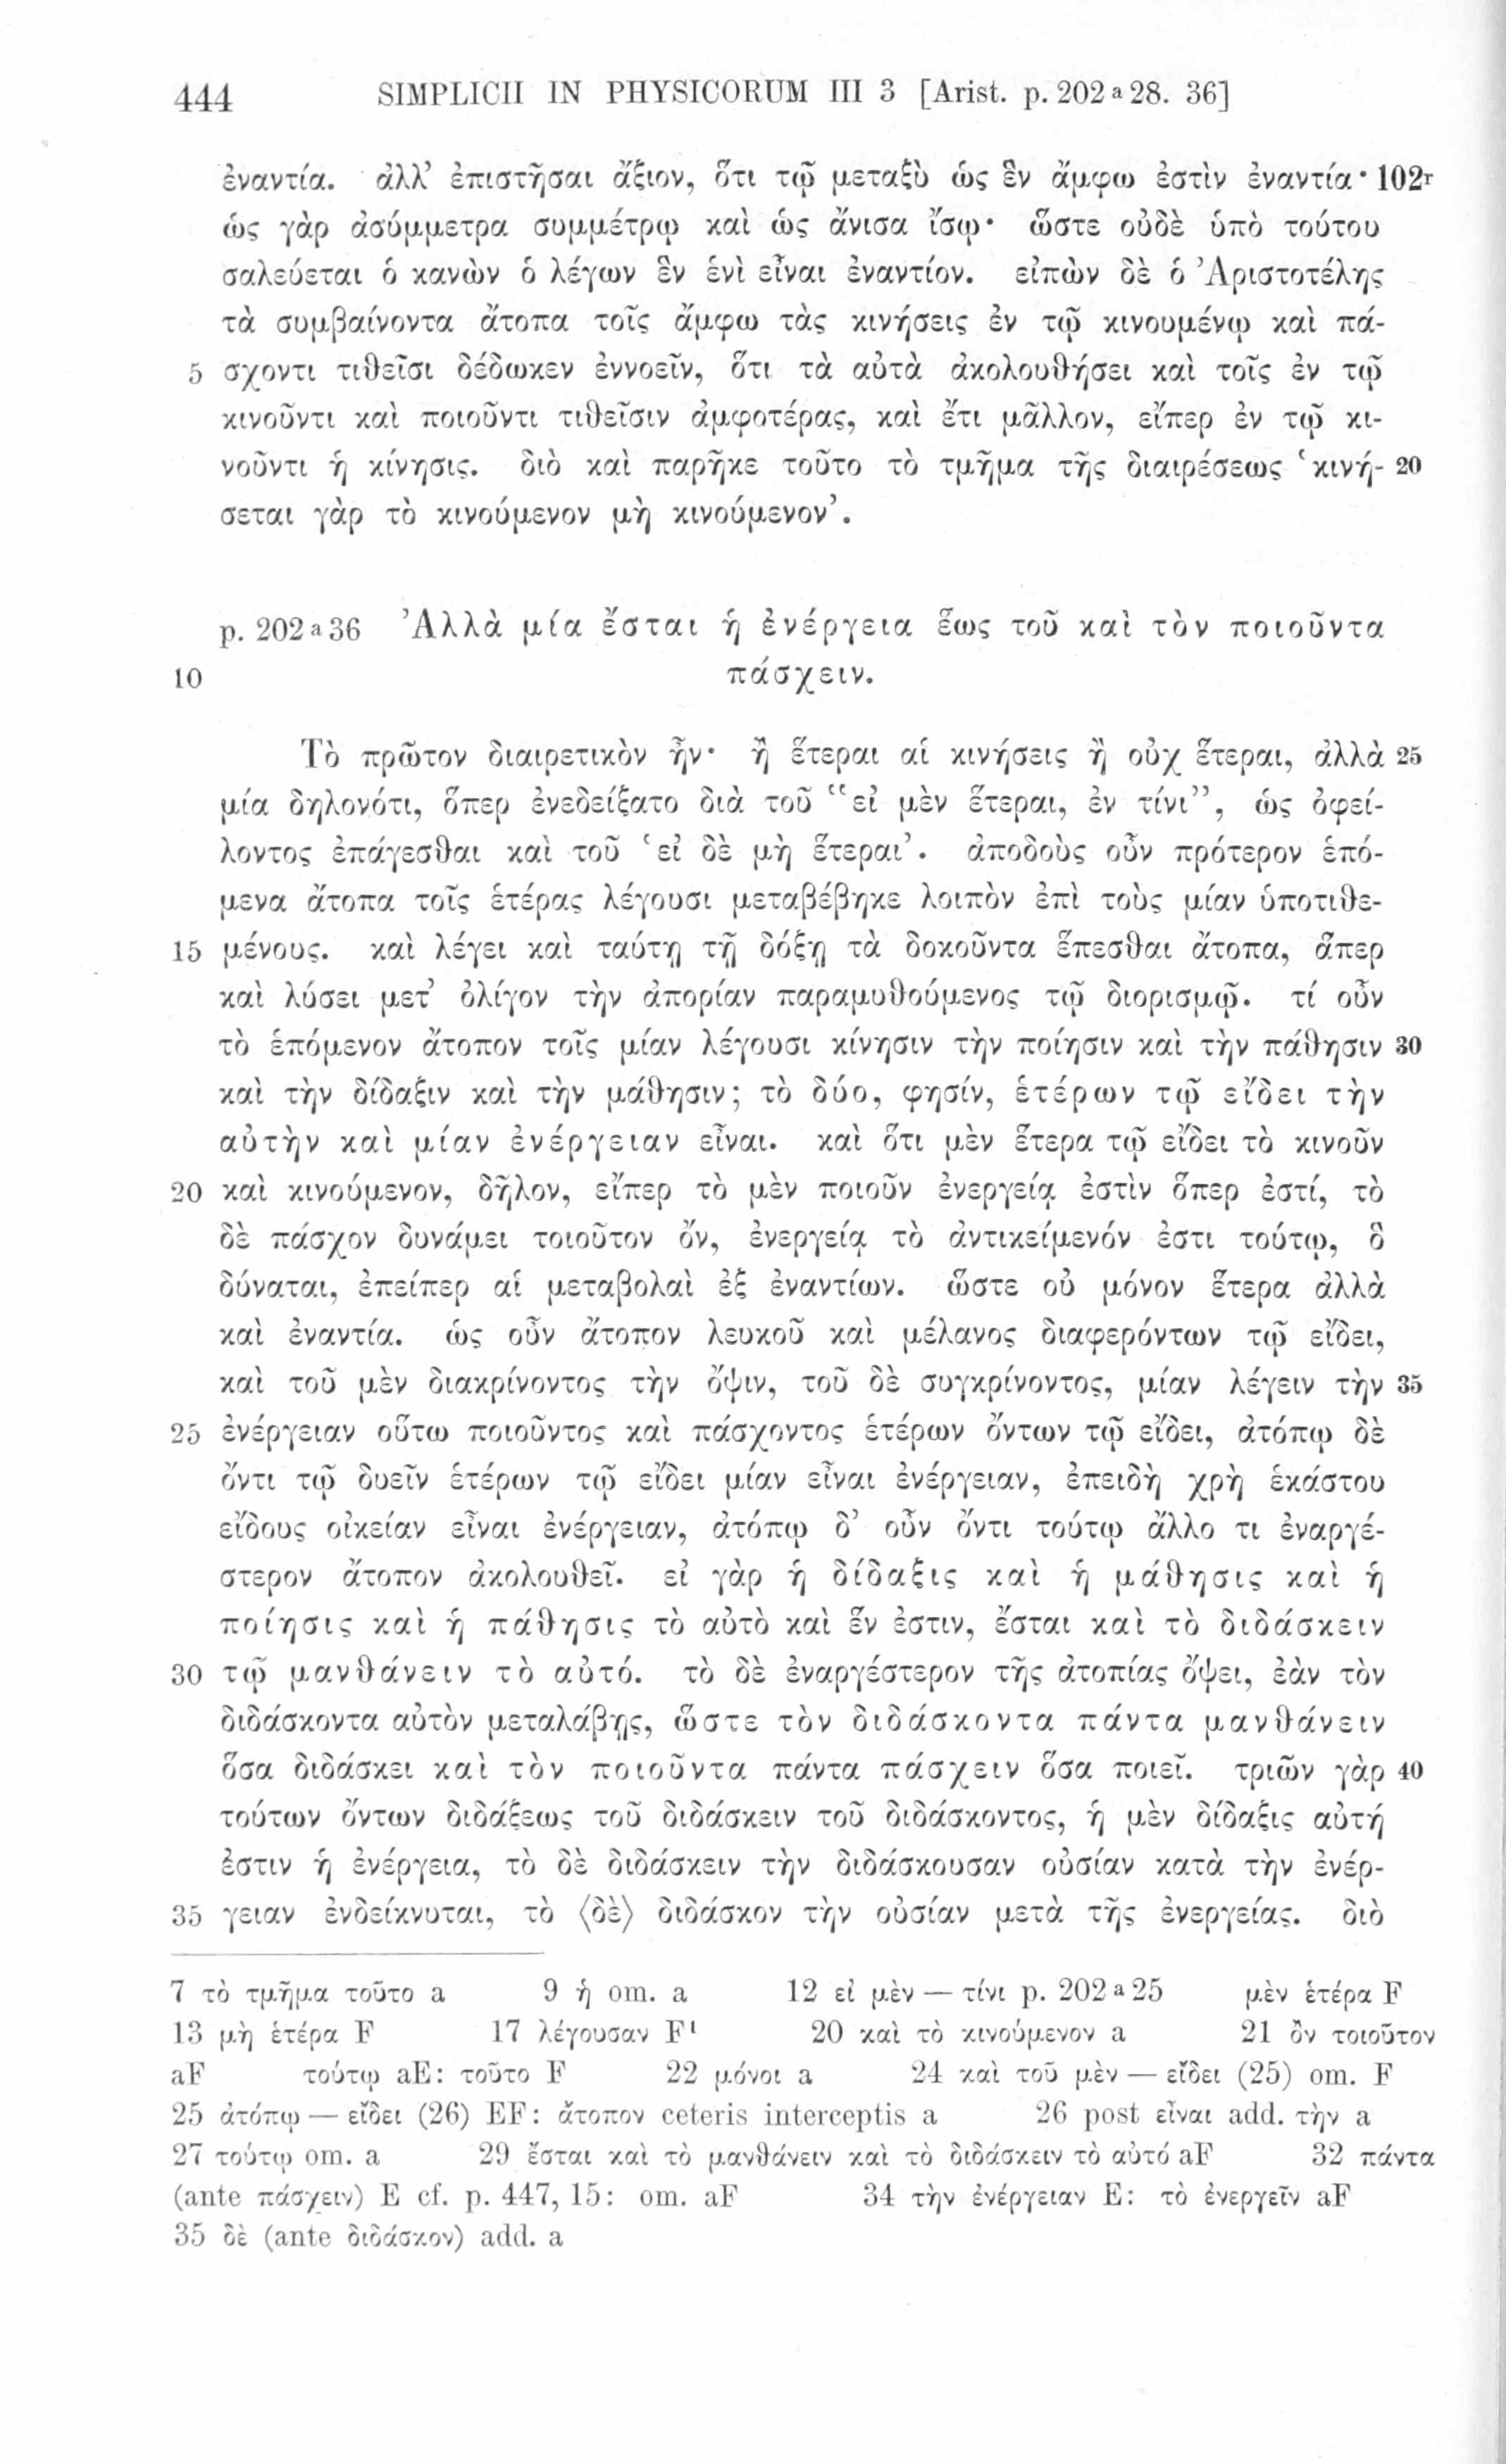 444 SIMPLICII IN PHYSICORUM III 3 [Arist. p. 202 a 28. 36]
ἐναντία. ἀλλ’ ἐπιστῆσαι ἄξιον, ὅτι τῷ μεταξὺ ὡς ἓν ἄμφω ἐστὶν ἐναντία· 102r
ὡς γὰρ ἀσύμμετρα συμμέτρῳ καὶ ὡς ἄνισα ἴσῳ· ὥστε οὐδὲ ὑπὸ τούτου
σαλεύεται ὁ κανὼν ὁ λέγων ἓν ἑνὶ εἶναι ἐναντίον. εἰπὼν δὲ ὁ Ἀριστοτέλης
τὰ συμβαίνοντα ἄτοπα τοῖς ἄμφω τὰς κινήσεις ἐν τῷ κινουμένῳ καὶ πά-
5 σχοντι τιθεῖσι δέδωκεν ἐννοεῖν, ὅτι τὰ αὐτὰ ἀκολουθήσει καὶ τοῖς ἐν τῷ
κινοῦντι καὶ ποιοῦντι τιθεῖσιν ἀμφοτέρας, καὶ ἔτι μᾶλλον, εἴπερ ἐν τῷ κι-
νοῦντι ἡ κίνησις. διὸ καὶ παρῆκε τοῦτο τὸ τμῆμα τῆς διαιρέσεως ‘κινή- 20
σεται γὰρ τὸ κινούμενον μὴ κινούμενον’.
p. 202 a 36 Ἀλλὰ μία ἔσται ἡ ἐνέργεια ἕως τοῦ καὶ τὸν ποιοῦντα
10 πάσχειν.
Τὸ πρῶτον διαιρετικὸν ἦν· ἢ ἕτεραι αἱ κινήσεις ἢ οὐχ ἕτεραι, ἀλλὰ 25
μία δηλονότι, ὅπερ ἐνεδείξατο διὰ τοῦ “εἰ μὲν ἕτεραι, ἐν τίνι”, ὡς ὀφεί-
λοντος ἐπάγεσθαι καὶ τοῦ ‘εἰ δὲ μὴ ἕτεραι’. ἀποδοὺς οὖν πρότερον ἑπό-
μενα ἄτοπα τοῖς ἑτέρας λέγουσι μεταβέβηκε λοιπὸν ἐπὶ τοὺς μίαν ὑποτιθε-
15 μένους. καὶ λέγει καὶ ταύτῃ τῇ δόξῃ τὰ δοκοῦντα ἕπεσθαι ἄτοπα, ἅπερ
καὶ λύσει μετ’ ὀλίγον τὴν ἀπορίαν παραμυθούμενος τῷ διορισμῷ. τί οὖν
τὸ ἑπόμενον ἄτοπον τοῖς μίαν λέγουσι κίνησιν τὴν ποίησιν καὶ τὴν πάθησιν 30
καὶ τὴν δίδαξιν καὶ τὴν μάθησιν; τὸ δύο, φησίν, ἑτέρων τῷ εἴδει τὴν
αὐτὴν καὶ μίαν ἐνέργειαν εἶναι. καὶ ὅτι μὲν ἕτερα τῷ εἴδει τὸ κινοῦν
20 καὶ κινούμενον, δῆλον, εἴπερ τὸ μὲν ποιοῦν ἐνεργείᾳ ἐστὶν ὅπερ ἐστί, τὸ
δὲ πάσχον δυνάμει τοιοῦτον ὄν, ἐνεργείᾳ τὸ ἀντικείμενόν ἐστι τούτῳ, ὃ
δύναται, ἐπείπερ αἱ μεταβολαὶ ἐξ ἐναντίων. ὥστε οὐ μόνον ἕτερα ἀλλὰ
καὶ ἐναντία. ὡς οὖν ἄτοπον λευκοῦ καὶ μέλανος διαφερόντων τῷ εἴδει,
καὶ τοῦ μὲν διακρίνοντος τὴν ὄψιν, τοῦ δὲ συγκρίνοντος, μίαν λέγειν τὴν 35
25 ἐνέργειαν οὕτω ποιοῦντος καὶ πάσχοντος ἑτέρων ὄντων τῷ εἴδει, ἀτόπῳ δὲ
ὄντι τῷ δυεῖν ἑτέρων τῷ εἴδει μίαν εἶναι ἐνέργειαν, ἐπειδὴ χρὴ ἑκάστου
εἴδους οἰκείαν εἶναι ἐνέργειαν, ἀτόπῳ δ’ οὖν ὄντι τούτῳ ἄλλο τι ἐναργέ-
στερον ἄτοπον ἀκολουθεῖ. εἰ γὰρ ἡ δίδαξις καὶ ἡ μάθησις καὶ ἡ
ποίησις καὶ ἡ πάθησις τὸ αὐτὸ καὶ ἕν ἐστιν, ἔσται καὶ τὸ διδάσκειν
30 τῷ μανθάνειν τὸ αὐτό. τὸ δὲ ἐναργέστερον τῆς ἀτοπίας ὄψει, ἐὰν τὸν
διδάσκοντα αὐτὸν μεταλάβῃς, ὥστε τὸν διδάσκοντα πάντα μανθάνειν
ὅσα διδάσκει καὶ τὸν ποιοῦντα πάντα πάσχειν ὅσα ποιεῖ. τριῶν γὰρ 40
τούτων ὄντων διδάξεως τοῦ διδάσκειν τοῦ διδάσκοντος, ἡ μὲν δίδαξις αὐτή
ἐστιν ἡ ἐνέργεια, τὸ δὲ διδάσκειν τὴν διδάσκουσαν οὐσίαν κατὰ τὴν ἐνέρ-
35 γειαν ἐνδείκνυται, τὸ ⟨δὲ⟩ διδάσκον τὴν οὐσίαν μετὰ τῆς ἐνεργείας. διὸ
7 τὸ τμῆμα τοῦτο a 9 ἡ om. a 12 εἰ μὲν — τίνι p. 202 a 25 μὲν ἑτέρα F
13 μὴ ἑτέρα F 17 λέγουσαν F¹ 20 καὶ τὸ κινούμενον a 21 ὂν τοιοῦτον
aF τούτῳ aE: τοῦτο F 22 μόνοι a 24 καὶ τοῦ μὲν — εἴδει (25) om. F
25 ἀτόπῳ — εἴδει (26) EF: ἄτοπον ceteris interceptis a 26 post εἶναι add. τὴν a
27 τούτῳ om. a 29 ἔσται καὶ τὸ μανθάνειν καὶ τὸ διδάσκειν τὸ αὐτό aF 32 πάντα
(ante πάσχειν) E cf. p. 447, 15: om. aF 34 τὴν ἐνέργειαν E: τὸ ἐνεργεῖν aF
35 δὲ (ante διδάσκον) add. a